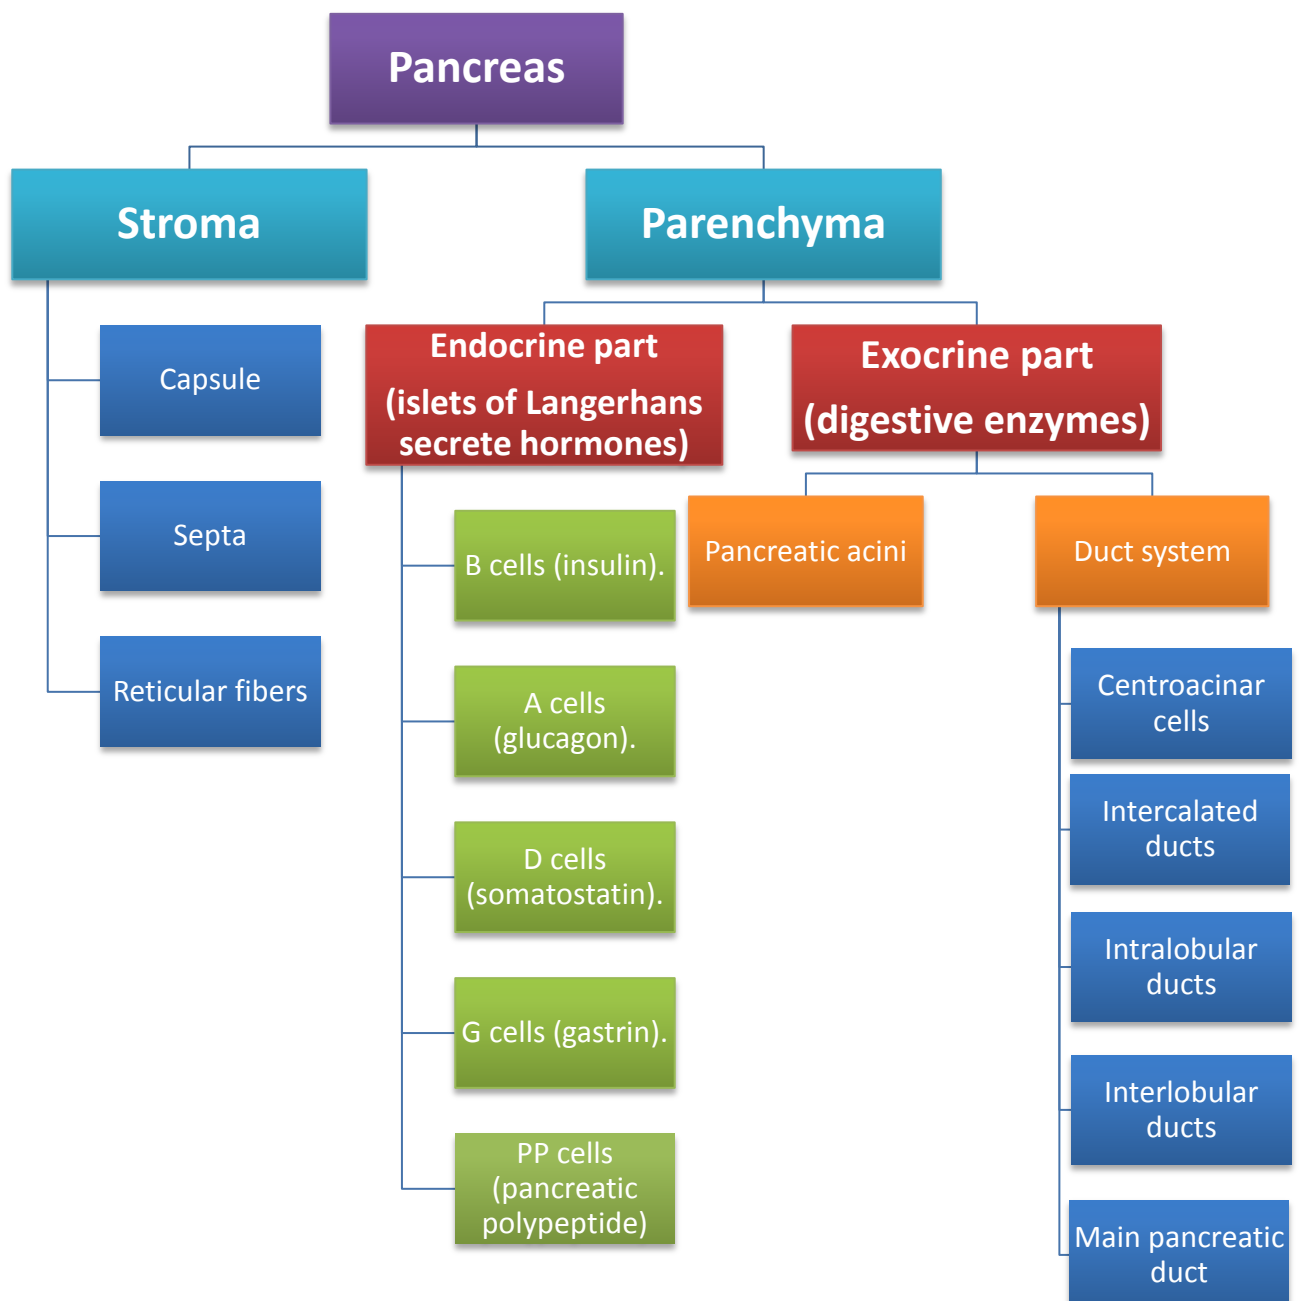 Pancreas
Stroma
Parenchyma
Capsule
Septa
Reticular fibers
Endocrine part
(islets of Langerhans
secrete hormones)
B cells (insulin).
A cells
(glucagon).
D cells
(somatostatin).
G cells (gastrin).
PP cells
(pancreatic
polypeptide)
Exocrine part
(digestive enzymes)
Pancreatic acini
Duct system
Centroacinar
cells
Intercalated
ducts
Intralobular
ducts
Interlobular
ducts
Main pancreatic
duct